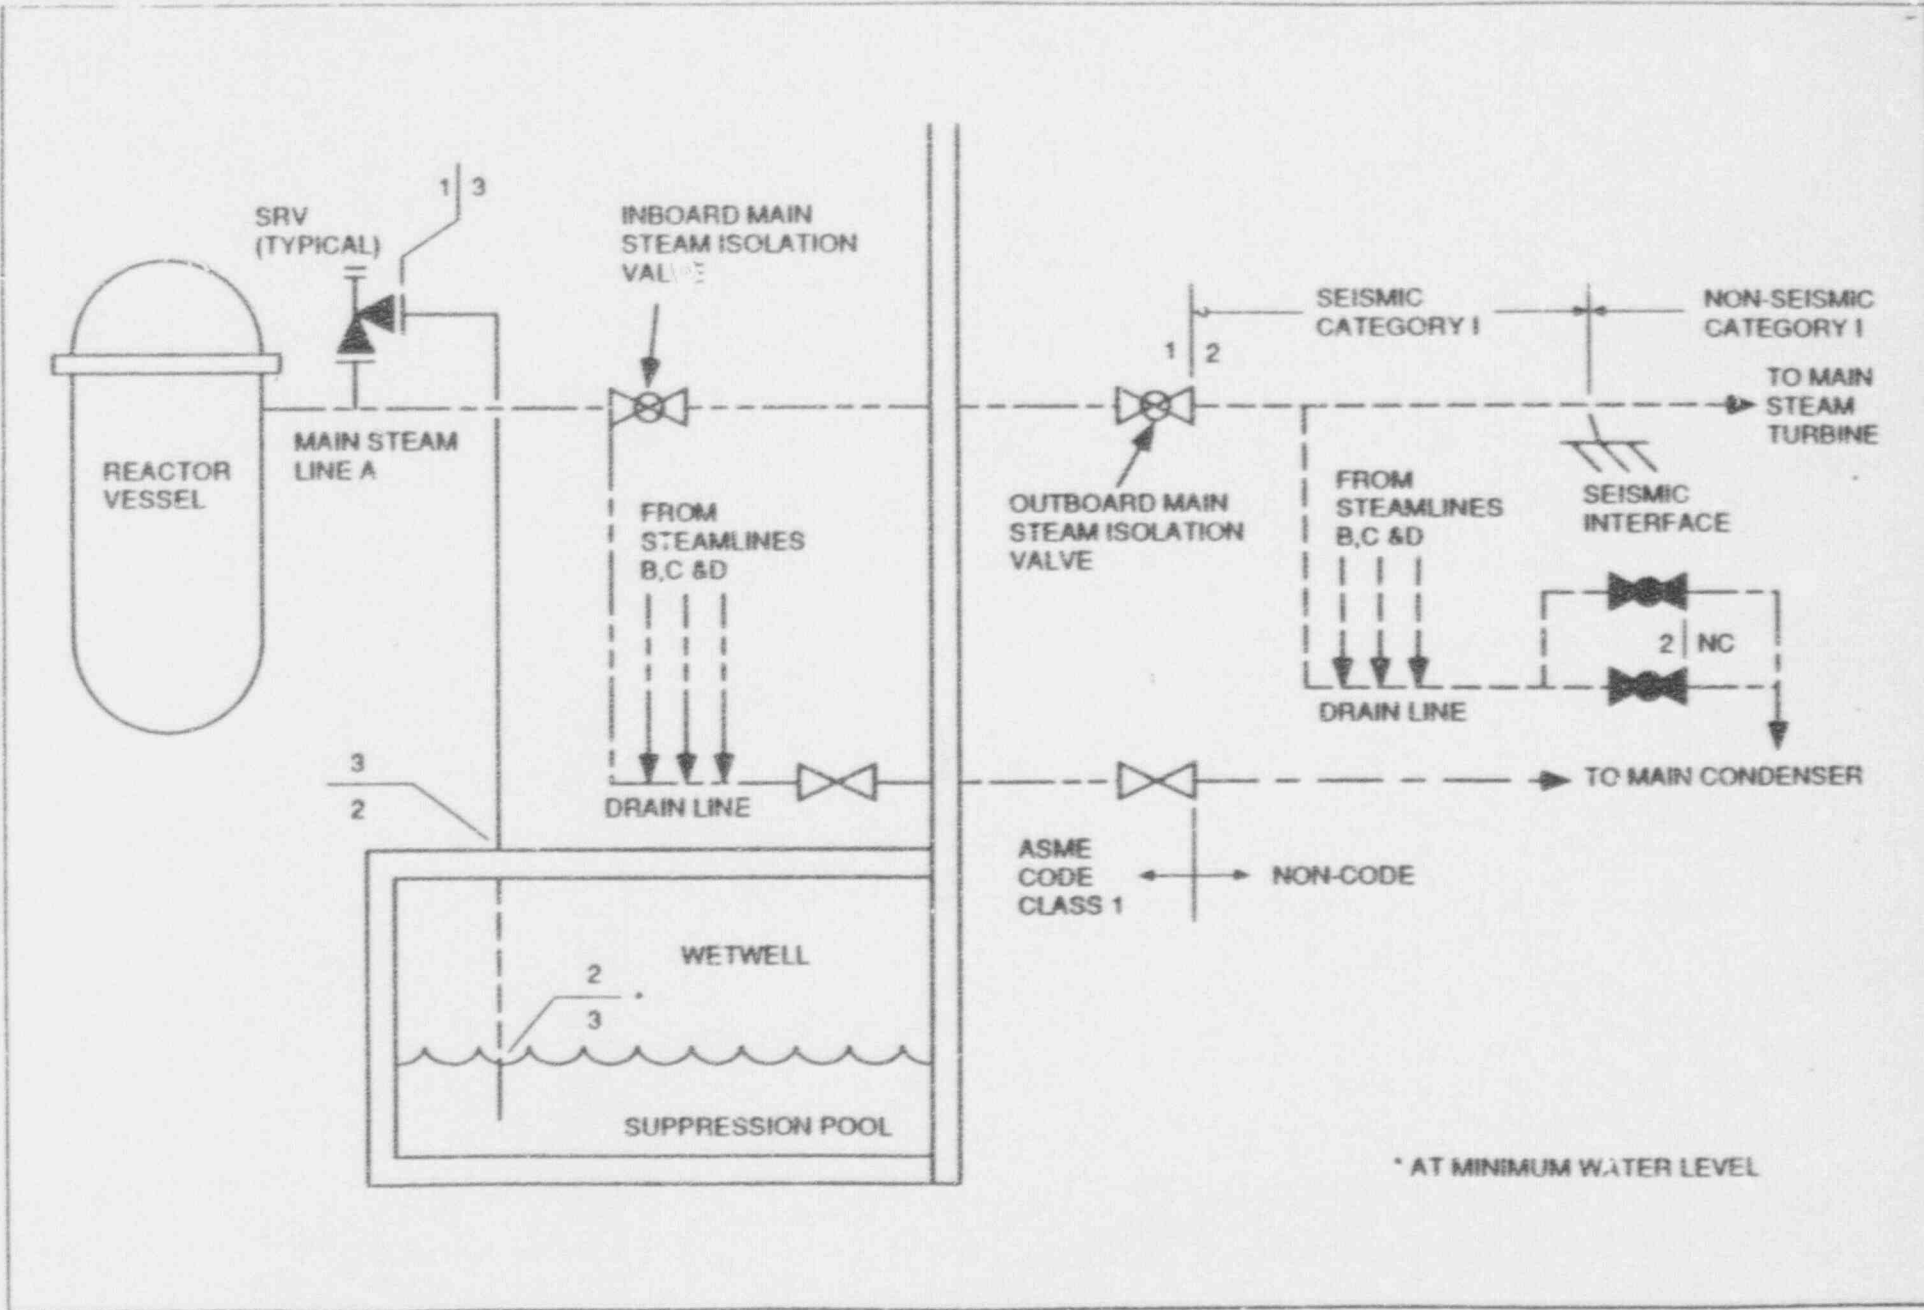 1 3
SRV
(TYPICAL)
INBOARD MAIN
STEAM ISOLATION
VALVE
SEISMIC
CATEGORY I
NON-SEISMIC
CATEGORY I
1 2
TO MAIN
STEAM
TURBINE
MAIN STEAM
LINE A
REACTOR
VESSEL
FROM
STEAMLINES
B,C &D
OUTBOARD MAIN
STEAM ISOLATION
VALVE
FROM
STEAMLINES
B,C &D
SEISMIC
INTERFACE
2 NC
DRAIN LINE
3
2
DRAIN LINE
TO MAIN CONDENSER
ASME
CODE
CLASS 1
NON-CODE
WETWELL
2 *
3
SUPPRESSION POOL
* AT MINIMUM WATER LEVEL